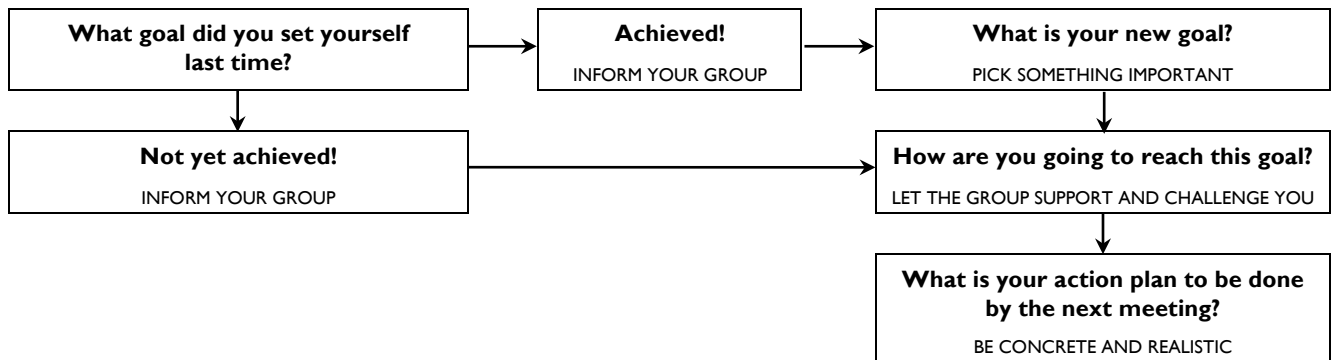 What goal did you set yourself
last time?
Achieved!
INFORM YOUR GROUP
What is your new goal?
PICK SOMETHING IMPORTANT
Not yet achieved!
INFORM YOUR GROUP
How are you going to reach this goal?
LET THE GROUP SUPPORT AND CHALLENGE YOU
What is your action plan to be done
by the next meeting?
BE CONCRETE AND REALISTIC